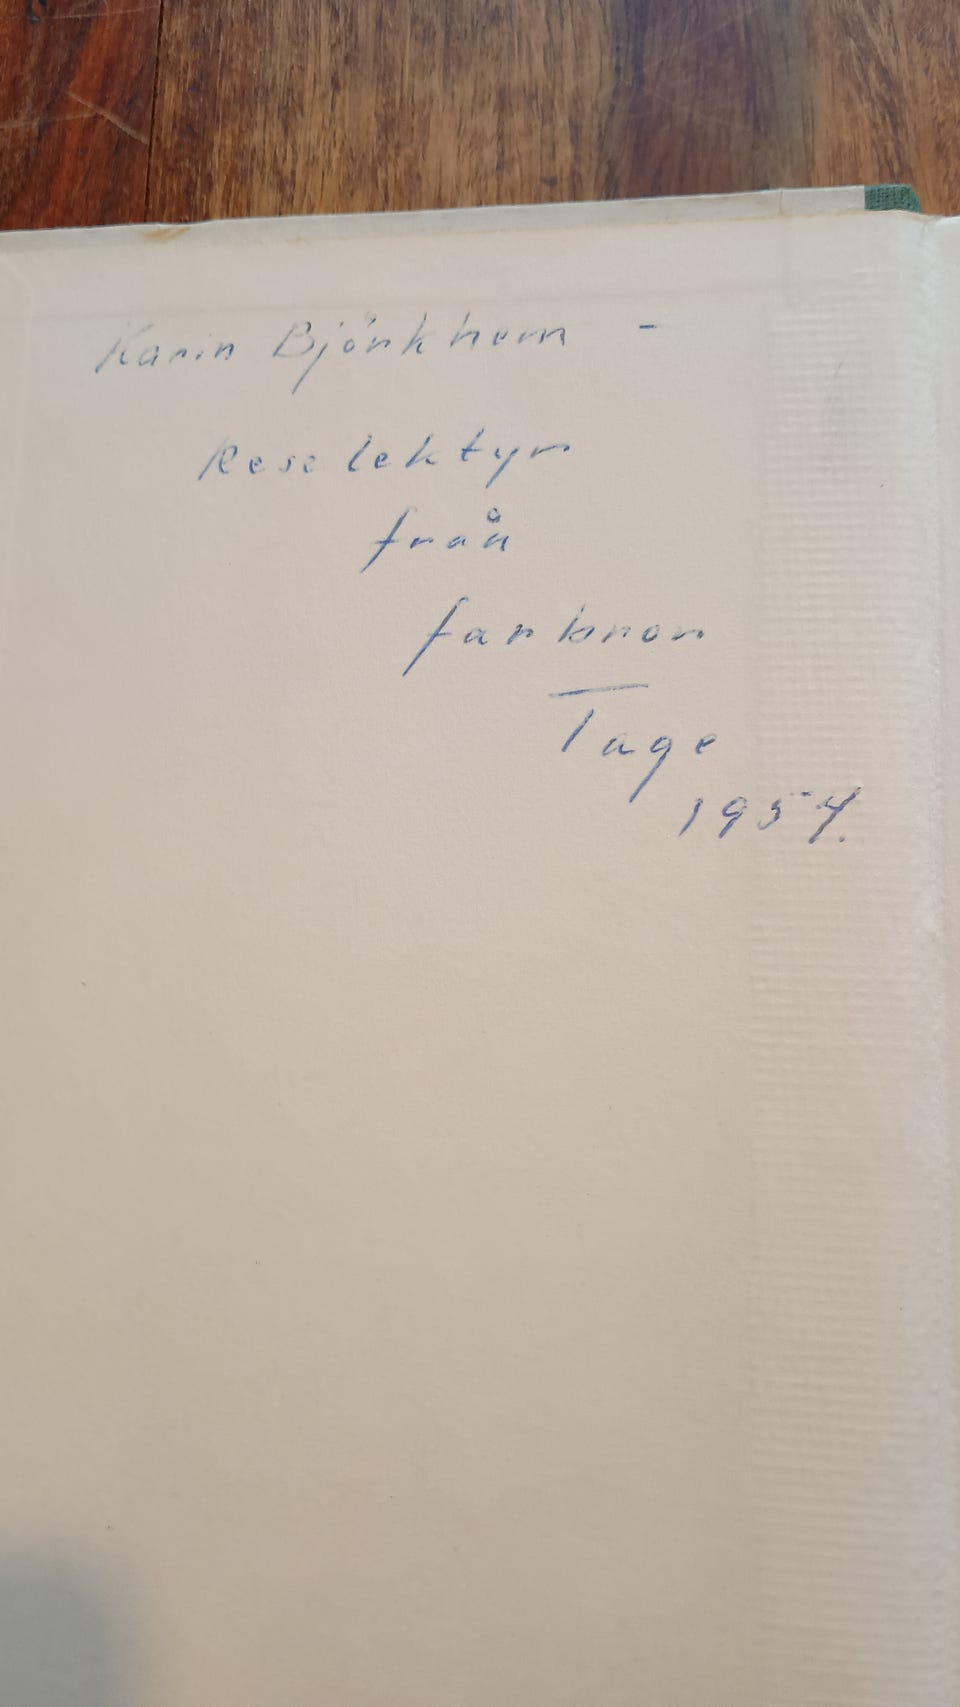 Karin Björkhem -
Reselektyr
från
farbror
Tage
1954.